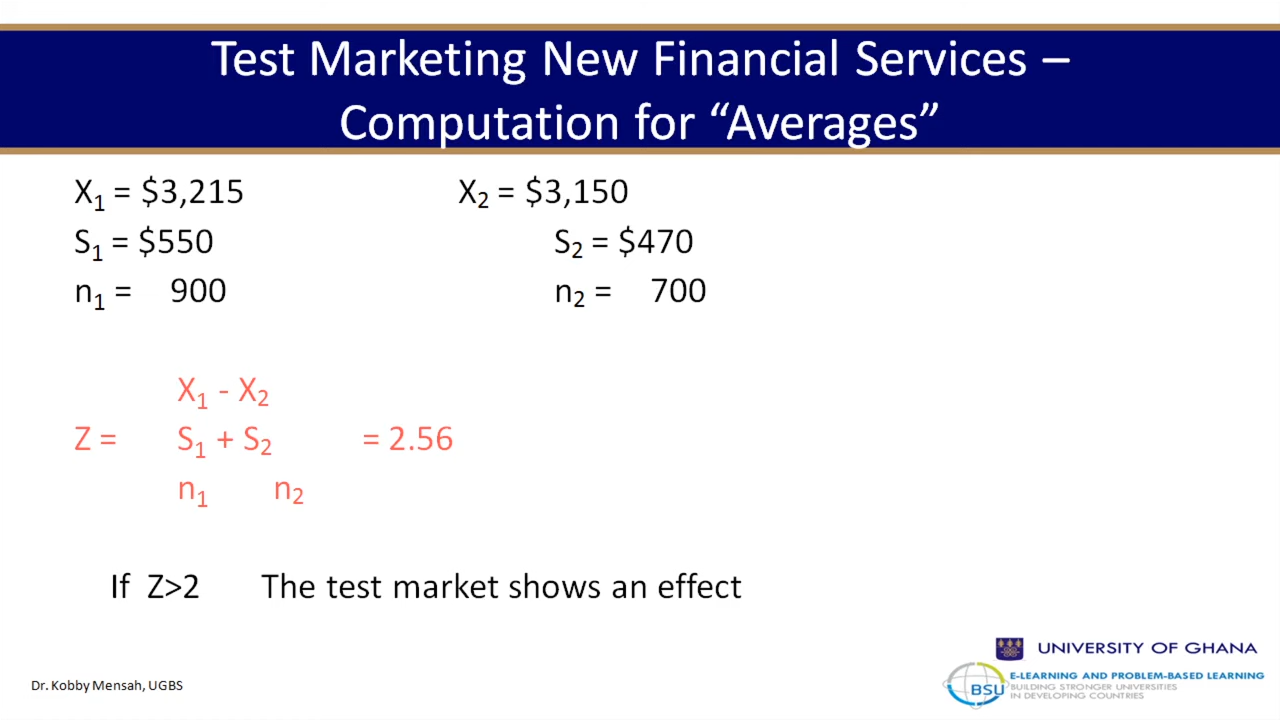 Test Marketing New Financial Services –
Computation for “Averages”
X₁ = $3,215 X₂ = $3,150
S₁ = $550 S₂ = $470
n₁ = 900 n₂ = 700
X₁ - X₂
Z = S₁ + S₂ = 2.56
n₁ n₂
If Z>2 The test market shows an effect
UNIVERSITY OF GHANA
Dr. Kobby Mensah, UGBS
BSU
E-LEARNING AND PROBLEM-BASED LEARNING
BUILDING STRONGER UNIVERSITIES
IN DEVELOPING COUNTRIES